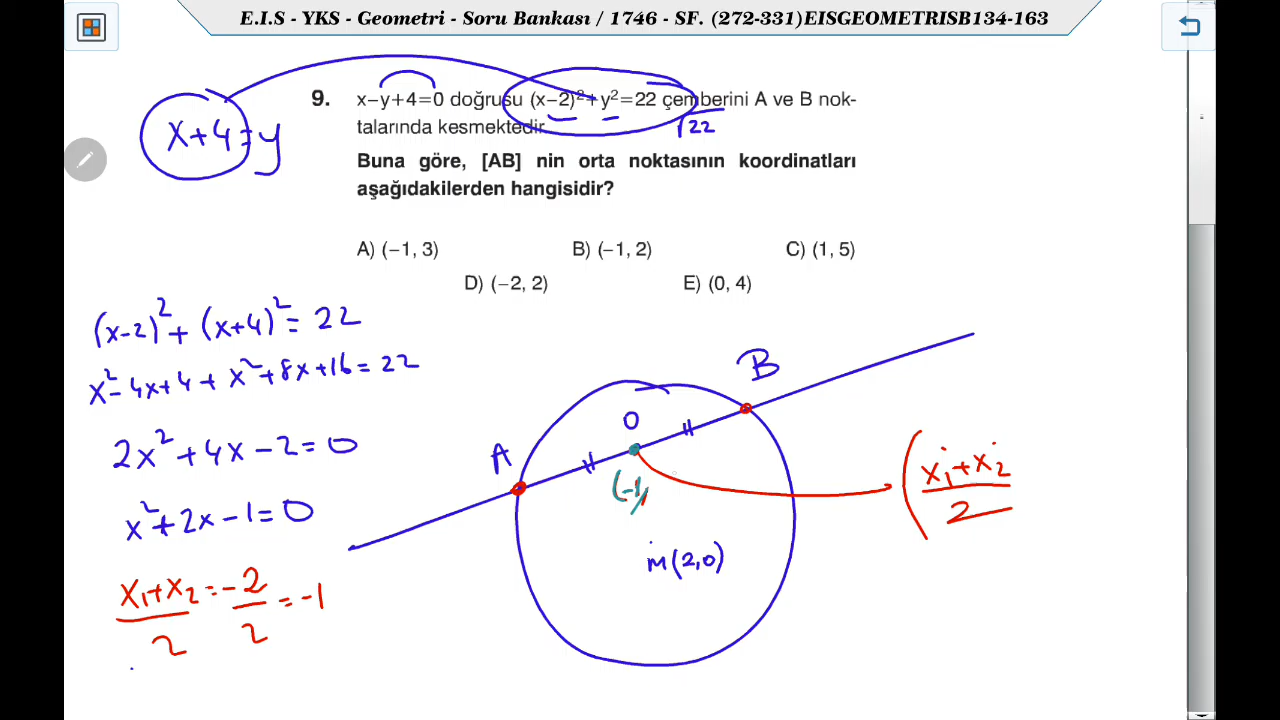 E.I.S - YKS - Geometri - Soru Bankası / 1746 - SF. (272-331)EISGEOMETRISB134-163
9. x−y+4=0 doğrusu (x−2)²+y²=22 çemberini A ve B nok-
talarında kesmektedir.
√22
x+4=y
Buna göre, [AB] nin orta noktasının koordinatları
aşağıdakilerden hangisidir?
A) (−1, 3) B) (−1, 2) C) (1, 5)
D) (−2, 2) E) (0, 4)
(x-2)²+(x+4)²=22
x²-4x+4+x²+8x+16=22
2x²+4x-2=0
x²+2x-1=0
x₁+x₂/2=-2/2=-1
A
O
B
(-1,
m(2,0)
(x₁+x₂/2